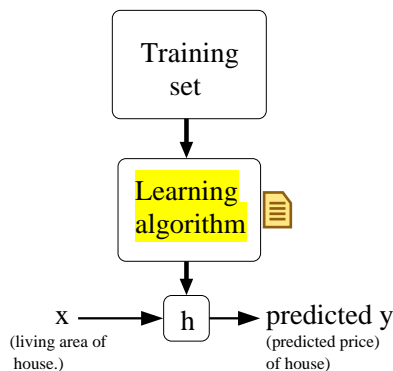 Training
set
Learning
algorithm
x
h
predicted y
(living area of
house.)
(predicted price)
of house)